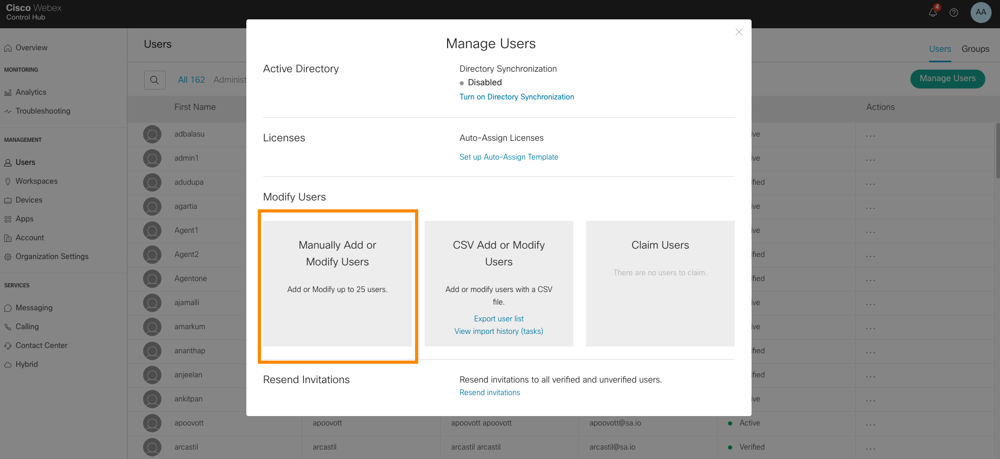 Cisco Webex
Control Hub
4
AA
Overview
MONITORING
Analytics
Troubleshooting
MANAGEMENT
Users
Workspaces
Devices
Apps
Account
Organization Settings
SERVICES
Messaging
Calling
Contact Center
Hybrid
Users
Users Groups
All 162 Administ
Manage Users
First Name
Actions
adbalasu ive ...
admin1 ive ...
adudupa ified ...
agartia ive ...
Agent1 ive ...
Agent2 ified ...
Agentone ified ...
ajamalli ive ...
amarkum ive ...
ananthap ified ...
anjeelan ified ...
ankitpan ive ...
apoovott apoovott apoovott apoovott apoovott@sa.io Active ...
arcastil arcastil arcastil arcastil arcastil@sa.io Verified ...
Manage Users
Active Directory
Directory Synchronization
Disabled
Turn on Directory Synchronization
Licenses
Auto-Assign Licenses
Set up Auto-Assign Template
Modify Users
Manually Add or
Modify Users
Add or Modify up to 25 users.
CSV Add or Modify
Users
Add or modify users with a CSV
file.
Export user list
View import history (tasks)
Claim Users
There are no users to claim.
Resend Invitations
Resend invitations to all verified and unverified users.
Resend invitations